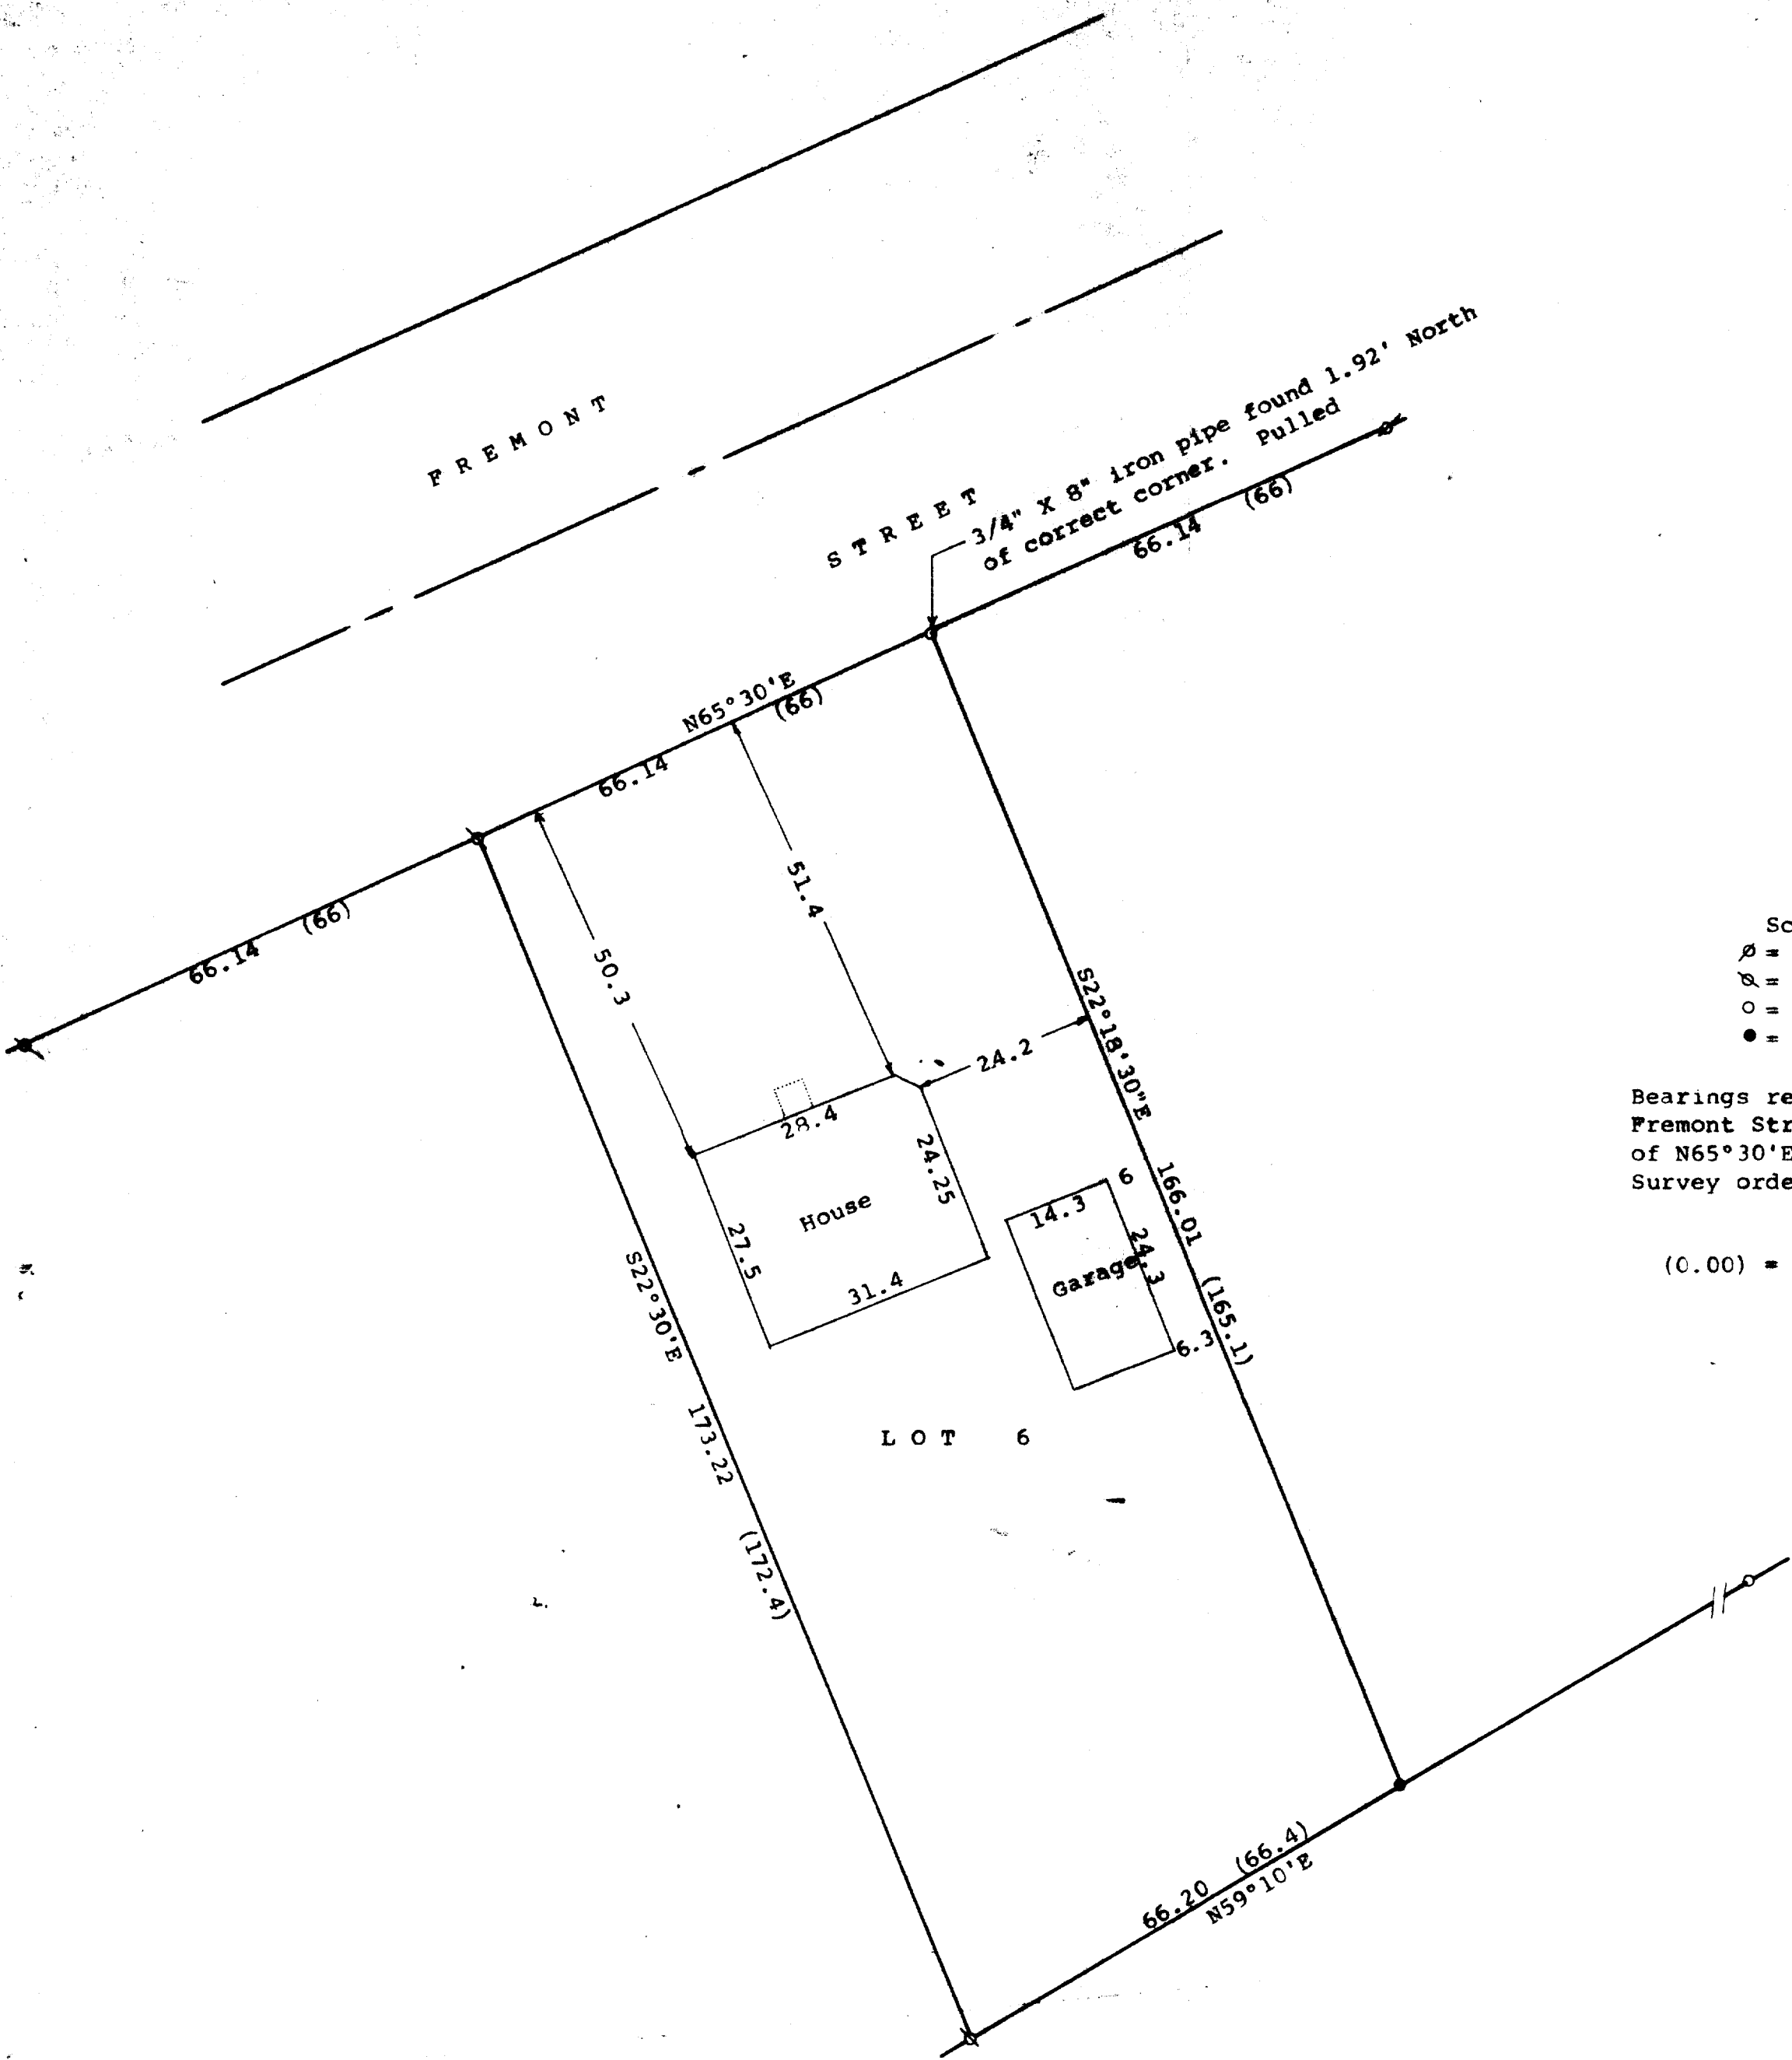 F R E M O N T
S T R E E T
3/4" X 8" iron pipe found 1.92' North
of correct corner. Pulled
66.14 (66)
N65°30'E
66.14 (66)
66.14 (66)
51.4
50.3
24.2
S22°18'30"E 166.01 (165.1)
28.4
24.25
House
27.5
31.4
14.3
6
24.3
Garage
6.3
S22°30'E 173.22 (172.4)
L O T 6
66.20 (66.4)
N59°10'E
Sc
Ø =
Q =
O =
● =
Bearings re
Fremont Str
of N65°30'E
Survey orde
(0.00) =